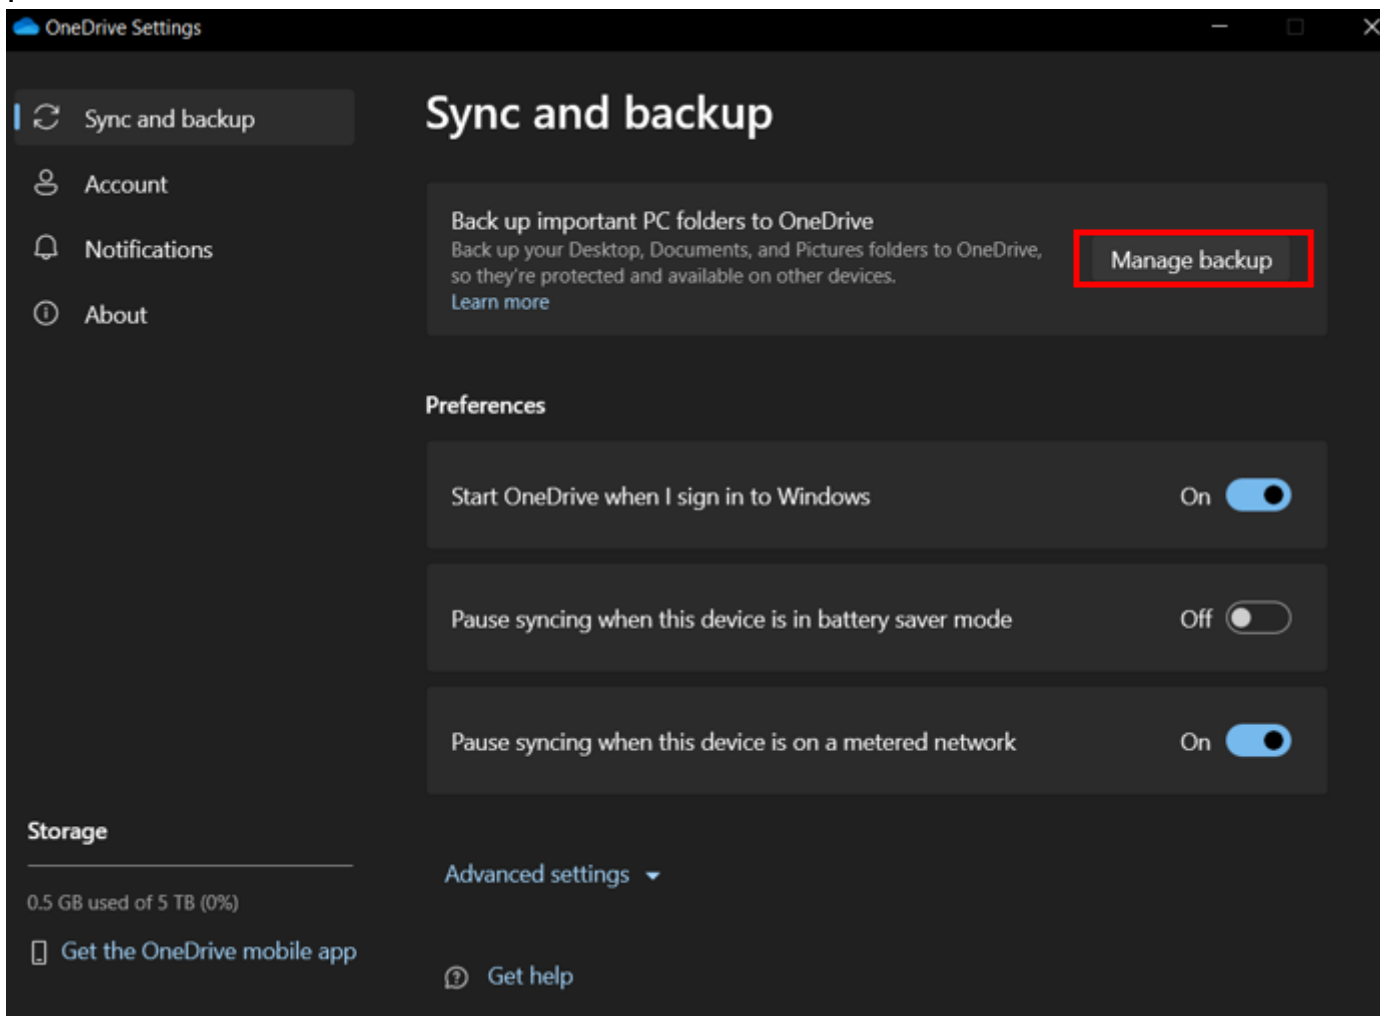 OneDrive Settings
Sync and backup
Account
Notifications
About
Storage
0.5 GB used of 5 TB (0%)
Get the OneDrive mobile app
Sync and backup
Back up important PC folders to OneDrive
Back up your Desktop, Documents, and Pictures folders to OneDrive,
so they're protected and available on other devices.
Learn more
Manage backup
Preferences
Start OneDrive when I sign in to Windows
On
Pause syncing when this device is in battery saver mode
Off
Pause syncing when this device is on a metered network
On
Advanced settings
Get help